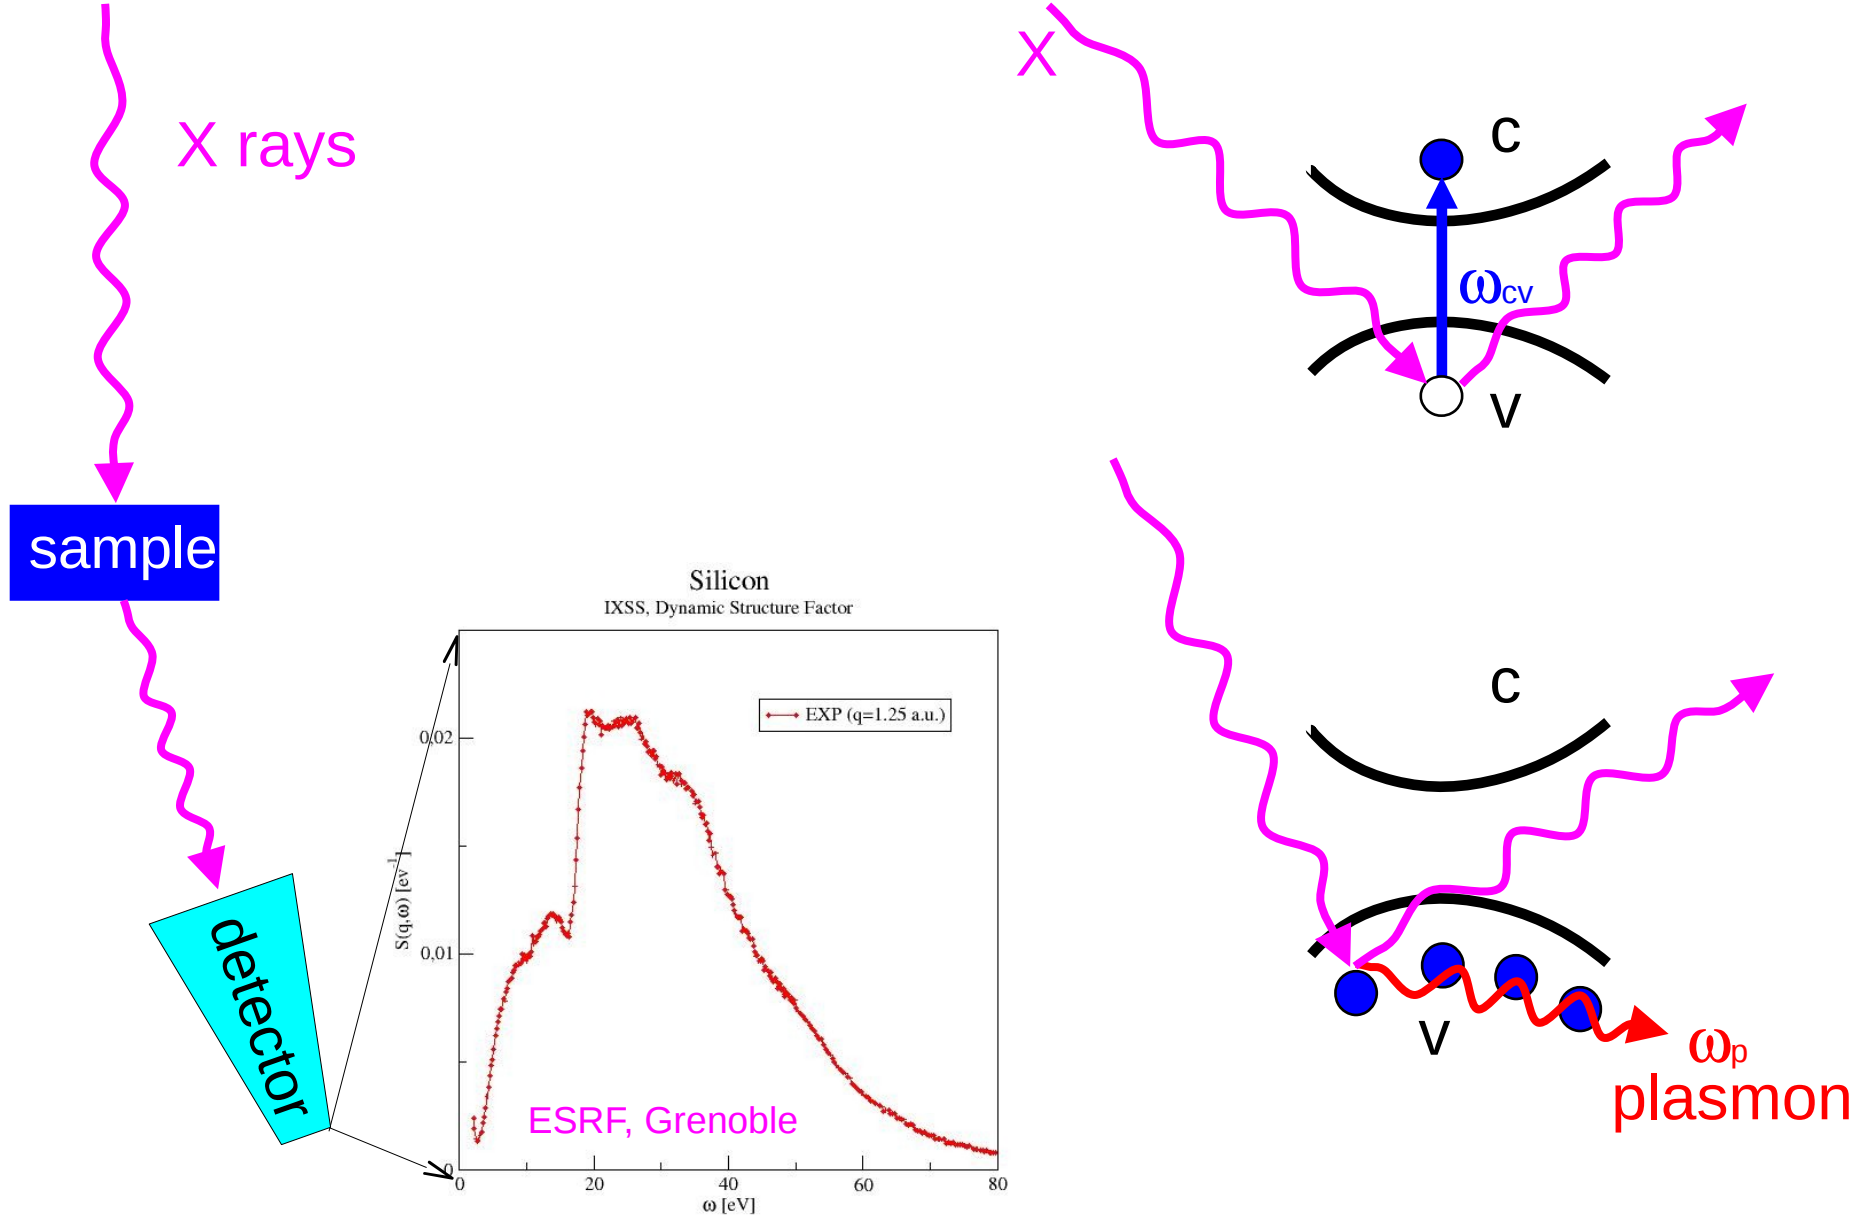 X rays
sample
detector
Silicon
IXSS, Dynamic Structure Factor
EXP (q=1.25 a.u.)
S(q,ω) [ev⁻¹]
0,02
0,01
0
0
20
40
60
80
ω [eV]
ESRF, Grenoble
X
c
ωcv
v
c
v
ωp
plasmon